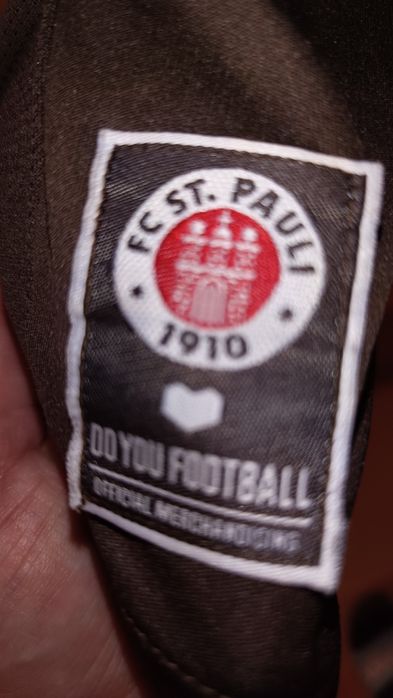 FC ST. PAULI
1910
DO YOU FOOTBALL
OFFICIAL MERCHANDISING